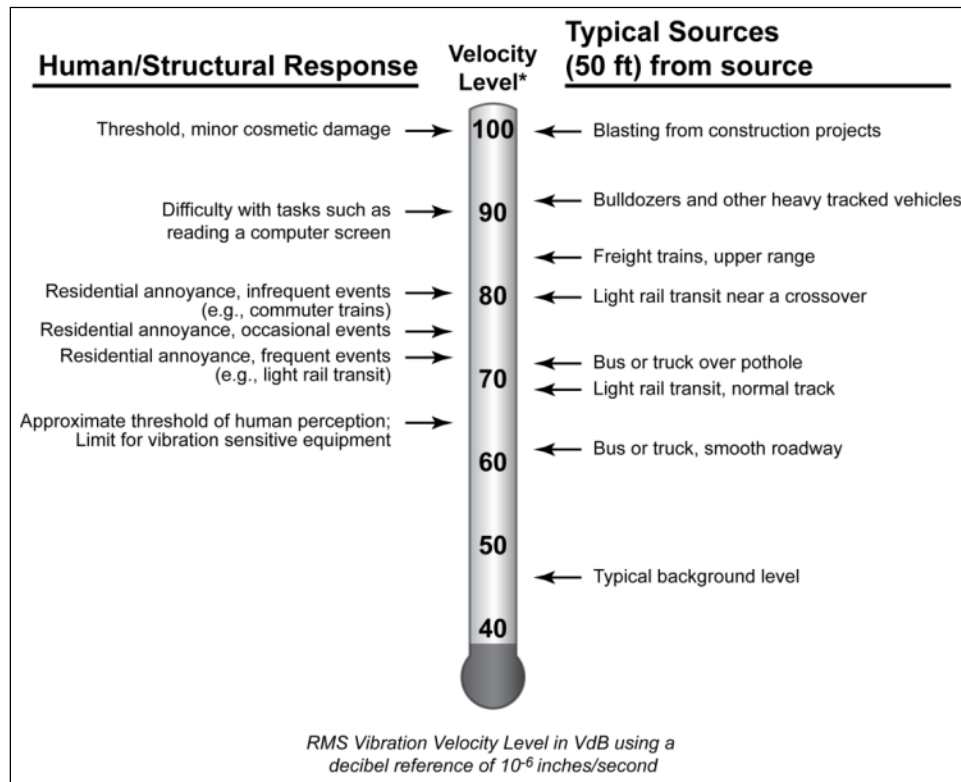 Human/Structural Response
Velocity
Level*
Typical Sources
(50 ft) from source
Threshold, minor cosmetic damage
100
Blasting from construction projects
Difficulty with tasks such as
reading a computer screen
90
Bulldozers and other heavy tracked vehicles
Freight trains, upper range
Residential annoyance, infrequent events
(e.g., commuter trains)
80
Light rail transit near a crossover
Residential annoyance, occasional events
Residential annoyance, frequent events
(e.g., light rail transit)
Bus or truck over pothole
70
Light rail transit, normal track
Approximate threshold of human perception;
Limit for vibration sensitive equipment
60
Bus or truck, smooth roadway
50
Typical background level
40
RMS Vibration Velocity Level in VdB using a
decibel reference of 10⁻⁶ inches/second